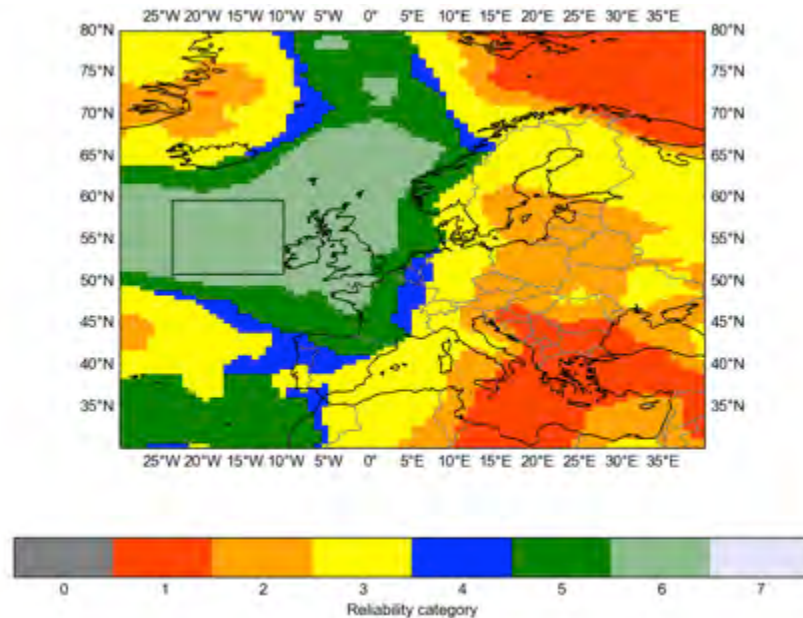 25°W 20°W 15°W 10°W 5°W 0° 5°E 10°E 15°E 20°E 25°E 30°E 35°E
80°N 80°N
75°N 75°N
70°N 70°N
65°N 65°N
60°N 60°N
55°N 55°N
50°N 50°N
45°N 45°N
40°N 40°N
35°N 35°N
25°W 20°W 15°W 10°W 5°W 0° 5°E 10°E 15°E 20°E 25°E 30°E 35°E
0 1 2 3 4 5 6 7
Reliability category